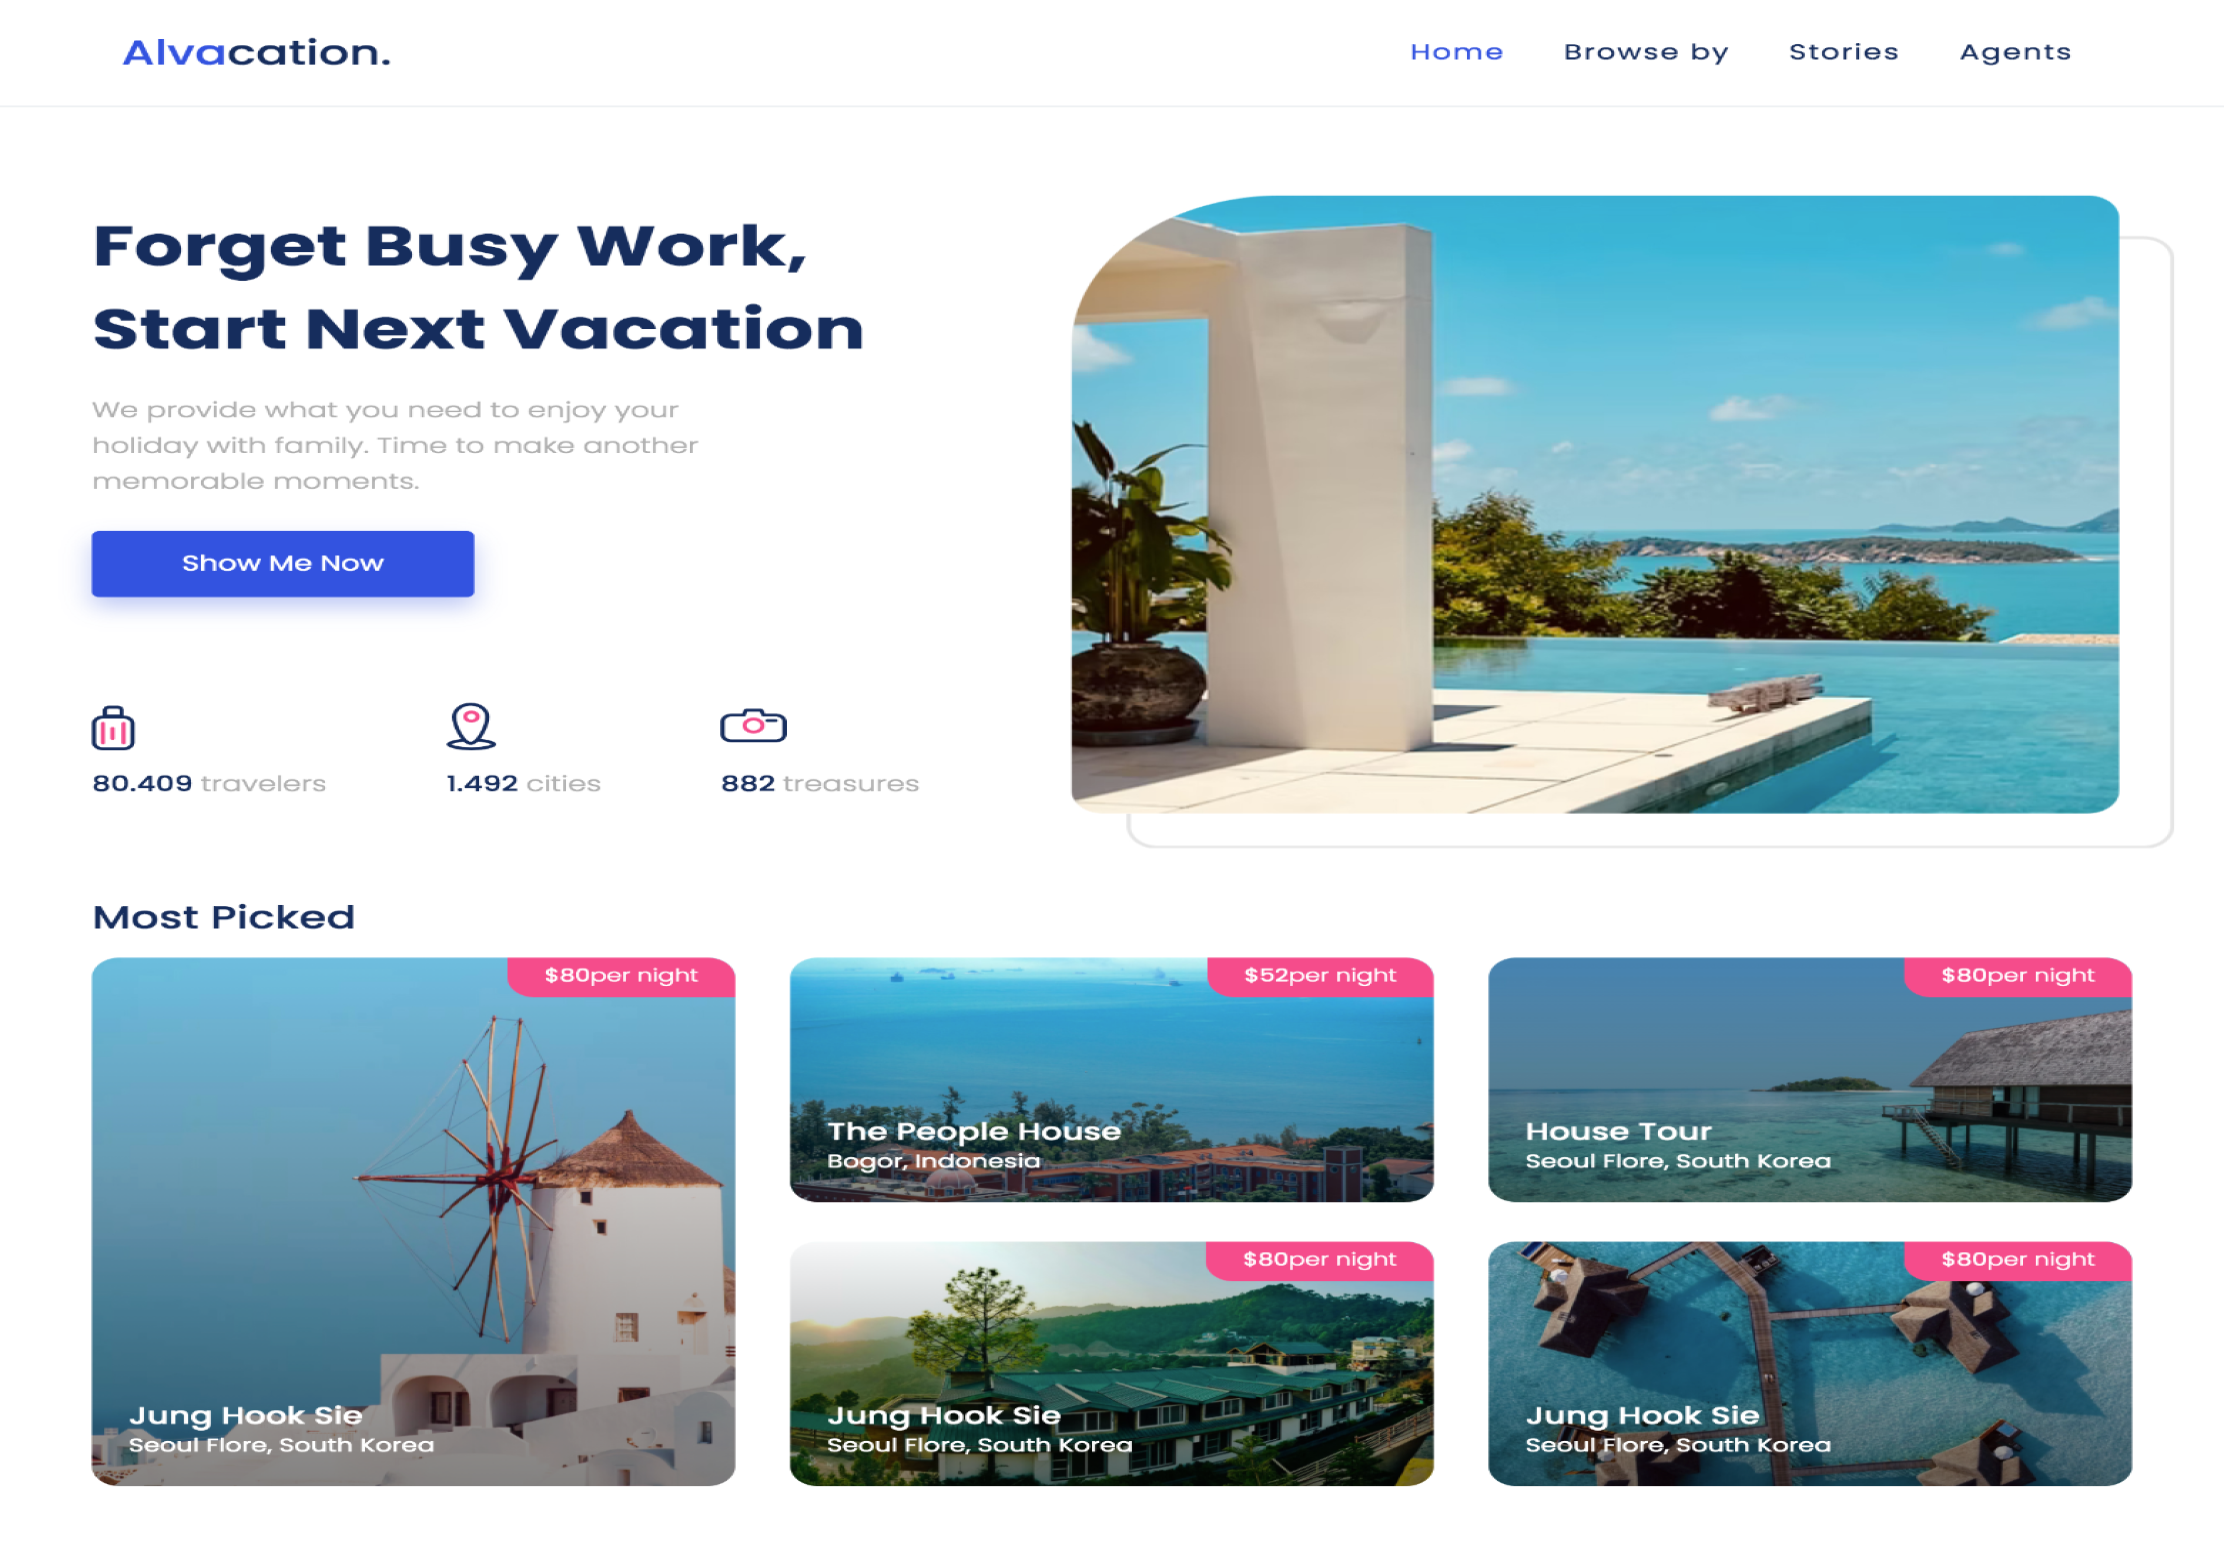 Alvacation.
Home
Browse by
Stories
Agents
Forget Busy Work,
Start Next Vacation
We provide what you need to enjoy your
holiday with family. Time to make another
memorable moments.
Show Me Now
80.409 travelers
1.492 cities
882 treasures
Most Picked
$80per night
Jung Hook Sie
Seoul Flore, South Korea
$52per night
The People House
Bogor, Indonesia
$80per night
House Tour
Seoul Flore, South Korea
$80per night
Jung Hook Sie
Seoul Flore, South Korea
$80per night
Jung Hook Sie
Seoul Flore, South Korea